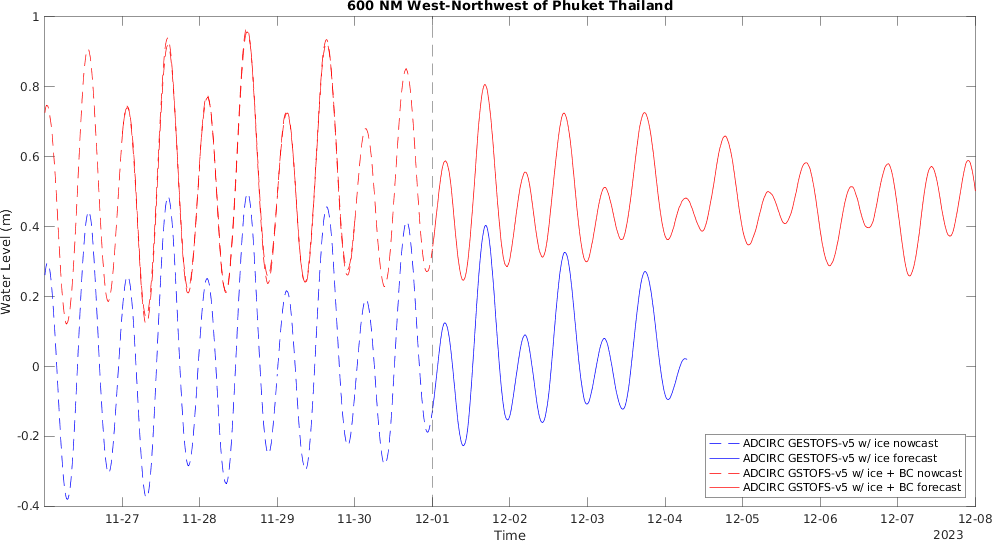 600 NM West-Northwest of Phuket Thailand
1
0.8
0.6
0.4
0.2
0
-0.2
-0.4
Water Level (m)
ADCIRC GESTOFS-v5 w/ ice nowcast
ADCIRC GESTOFS-v5 w/ ice forecast
ADCIRC GSTOFS-v5 w/ ice + BC nowcast
ADCIRC GSTOFS-v5 w/ ice + BC forecast
11-27 11-28 11-29 11-30 12-01 12-02 12-03 12-04 12-05 12-06 12-07 12-08
Time
2023